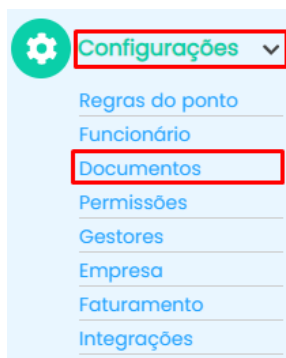 Configurações
Regras do ponto
Funcionário
Documentos
Permissões
Gestores
Empresa
Faturamento
Integrações